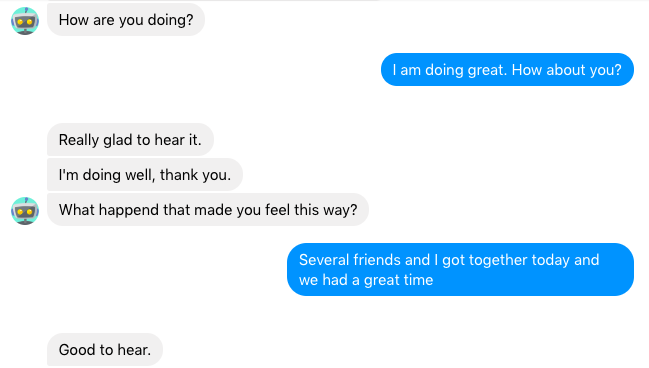 How are you doing?
I am doing great. How about you?
Really glad to hear it.
I'm doing well, thank you.
What happend that made you feel this way?
Several friends and I got together today and
we had a great time
Good to hear.